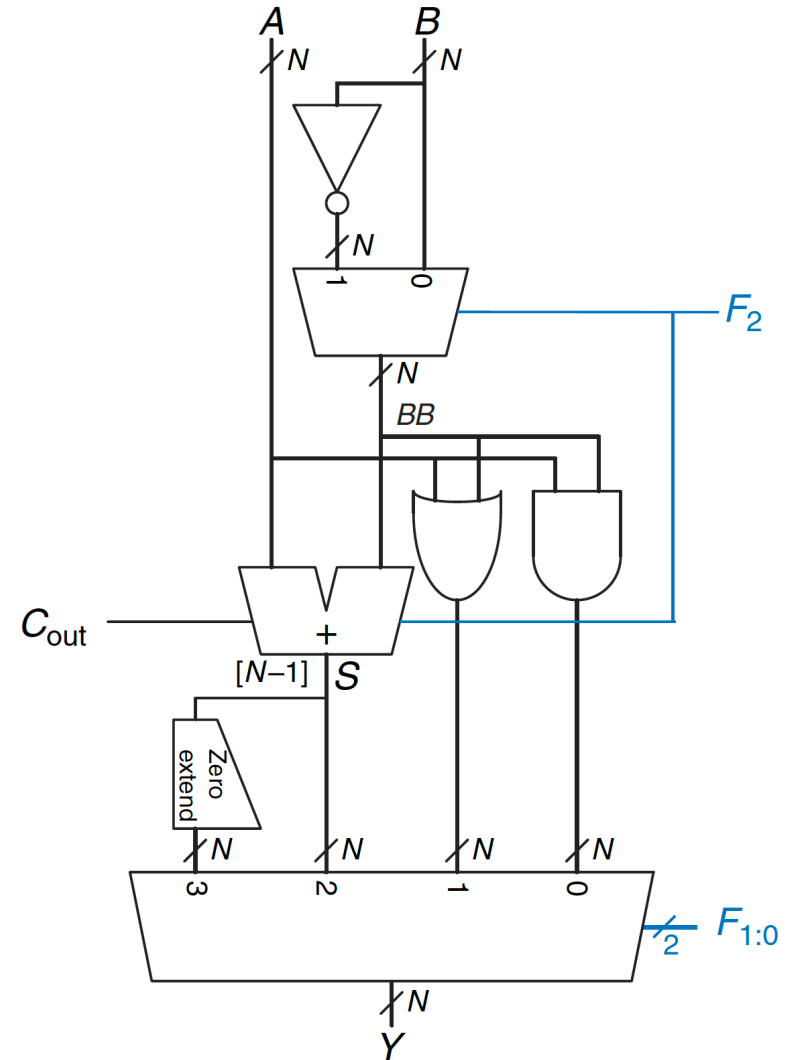 A B
N N
N
1 0
F2
N
BB
Cout
+
[N–1] S
Zero
extend
N N N N
3 2 1 0
F1:0
2
N
Y